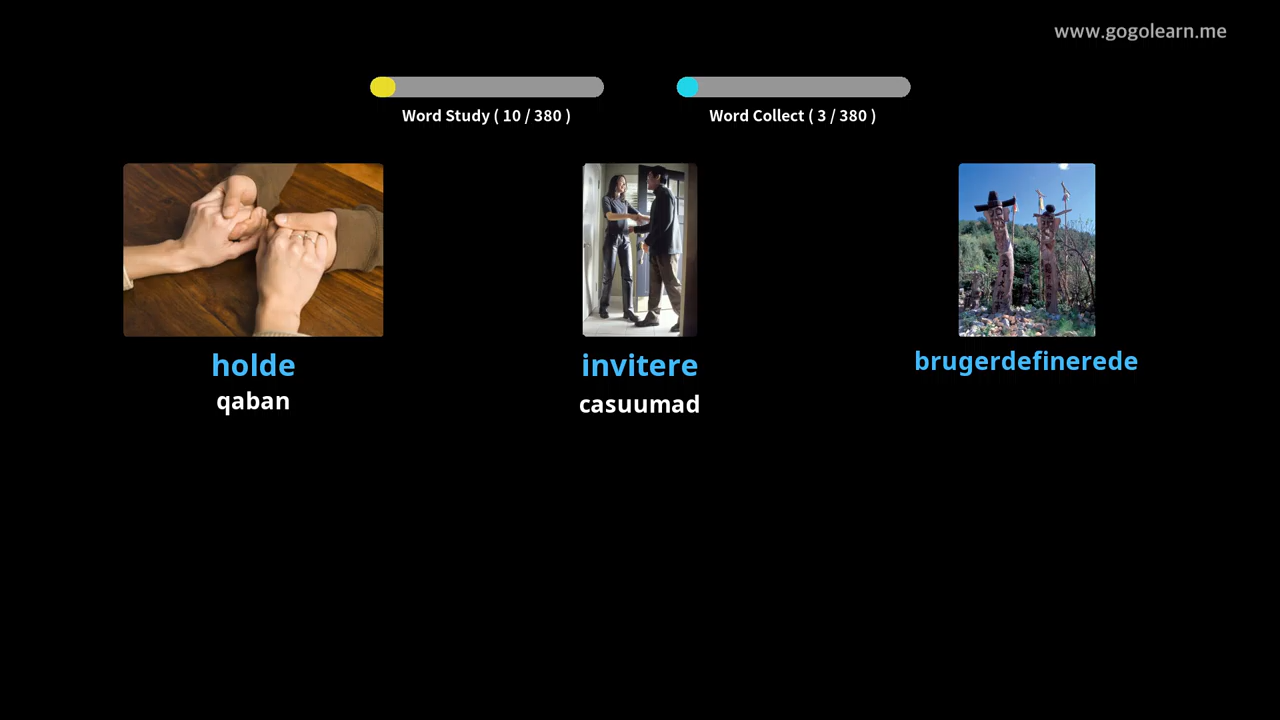 www.gogolearn.me
Word Study ( 10 / 380 )
Word Collect ( 3 / 380 )
holde
qaban
invitere
casuumad
brugerdefinerede